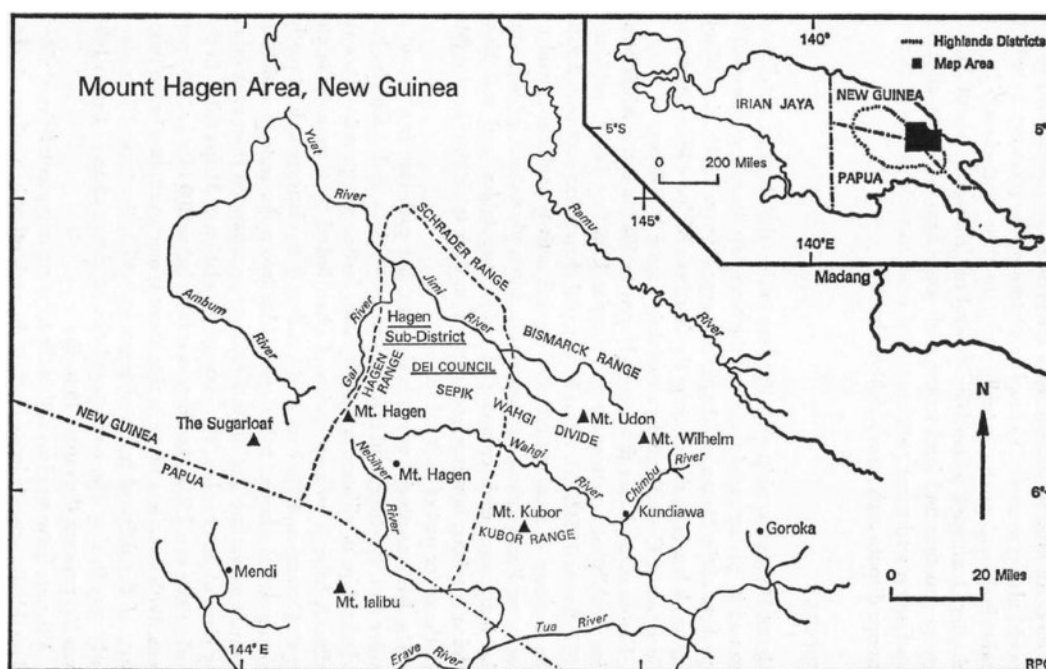 Mount Hagen Area, New Guinea
140°
Highlands Districts
Map Area
IRIAN JAYA
NEW GUINEA
PAPUA
5°S
0 200 Miles
145°
140°E
Madang
Yuat
River
SCHRADER RANGE
Ramu
River
Ambum
River
Gai
River
Jimi
River
Hagen
Sub-District
HAGEN
RANGE
DEI COUNCIL
BISMARCK RANGE
SEPIK
WAHGI
DIVIDE
NEW GUINEA
PAPUA
The Sugarloaf
Mt. Hagen
Mt. Udon
Mt. Wilhelm
Wahgi
River
Nebilyer
River
Mt. Hagen
Chimbu
River
Mt. Kubor
KUBOR RANGE
Kundiawa
Goroka
N
6°
0 20 Miles
Mendi
Mt. Ialibu
Tua River
Erave
River
144°E